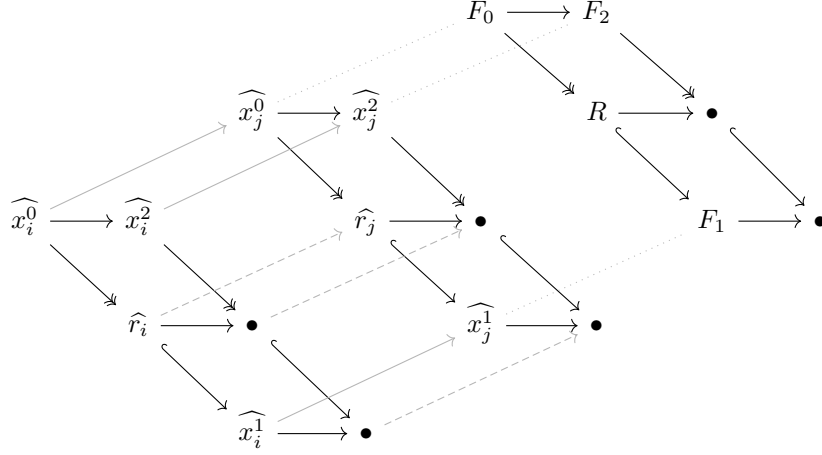 $F_0$ $F_2$
$\widehat{x_j^0}$ $\widehat{x_j^2}$ $R$ •
$\widehat{x_i^0}$ $\widehat{x_i^2}$ $\widehat{r_j}$ • $F_1$ •
$\widehat{r_i}$ • $\widehat{x_j^1}$ •
$\widehat{x_i^1}$ •